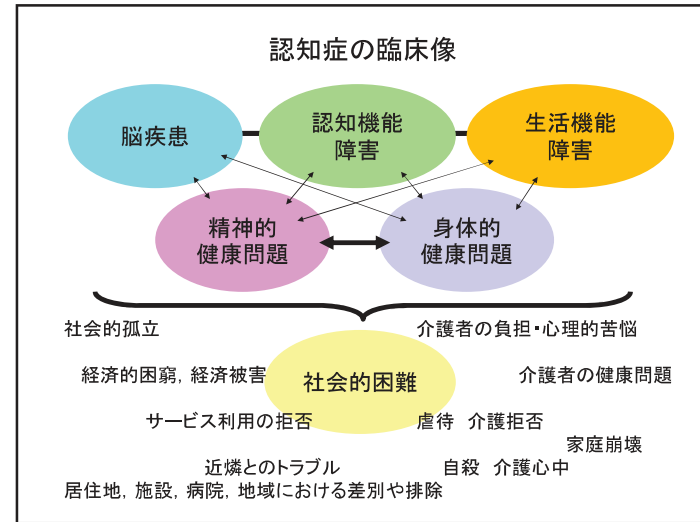 認知症の臨床像
脳疾患
認知機能
障害
生活機能
障害
精神的
健康問題
身体的
健康問題
社会的孤立
介護者の負担・心理的苦悩
経済的困窮, 経済被害
社会的困難
介護者の健康問題
サービス利用の拒否
虐待 介護拒否
家庭崩壊
近燐とのトラブル
自殺 介護心中
居住地, 施設, 病院, 地域における差別や排除